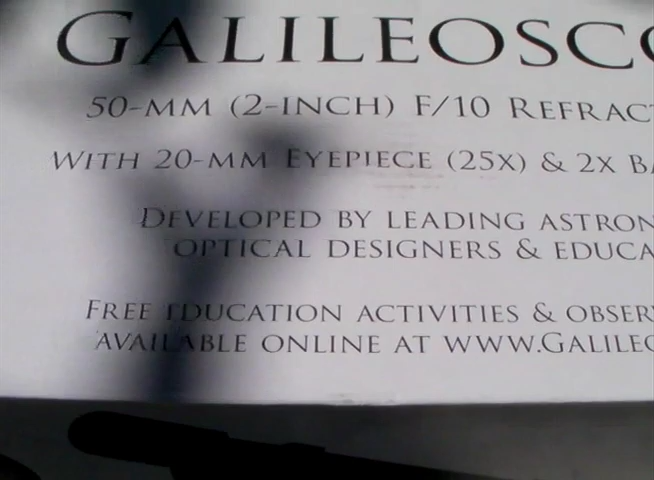 GALILEOSCO
50-MM (2-INCH) F/10 REFRACT
WITH 20-MM EYEPIECE (25X) & 2X BA
DEVELOPED BY LEADING ASTRON
OPTICAL DESIGNERS & EDUCA
FREE EDUCATION ACTIVITIES & OBSER
AVAILABLE ONLINE AT WWW.GALILEO